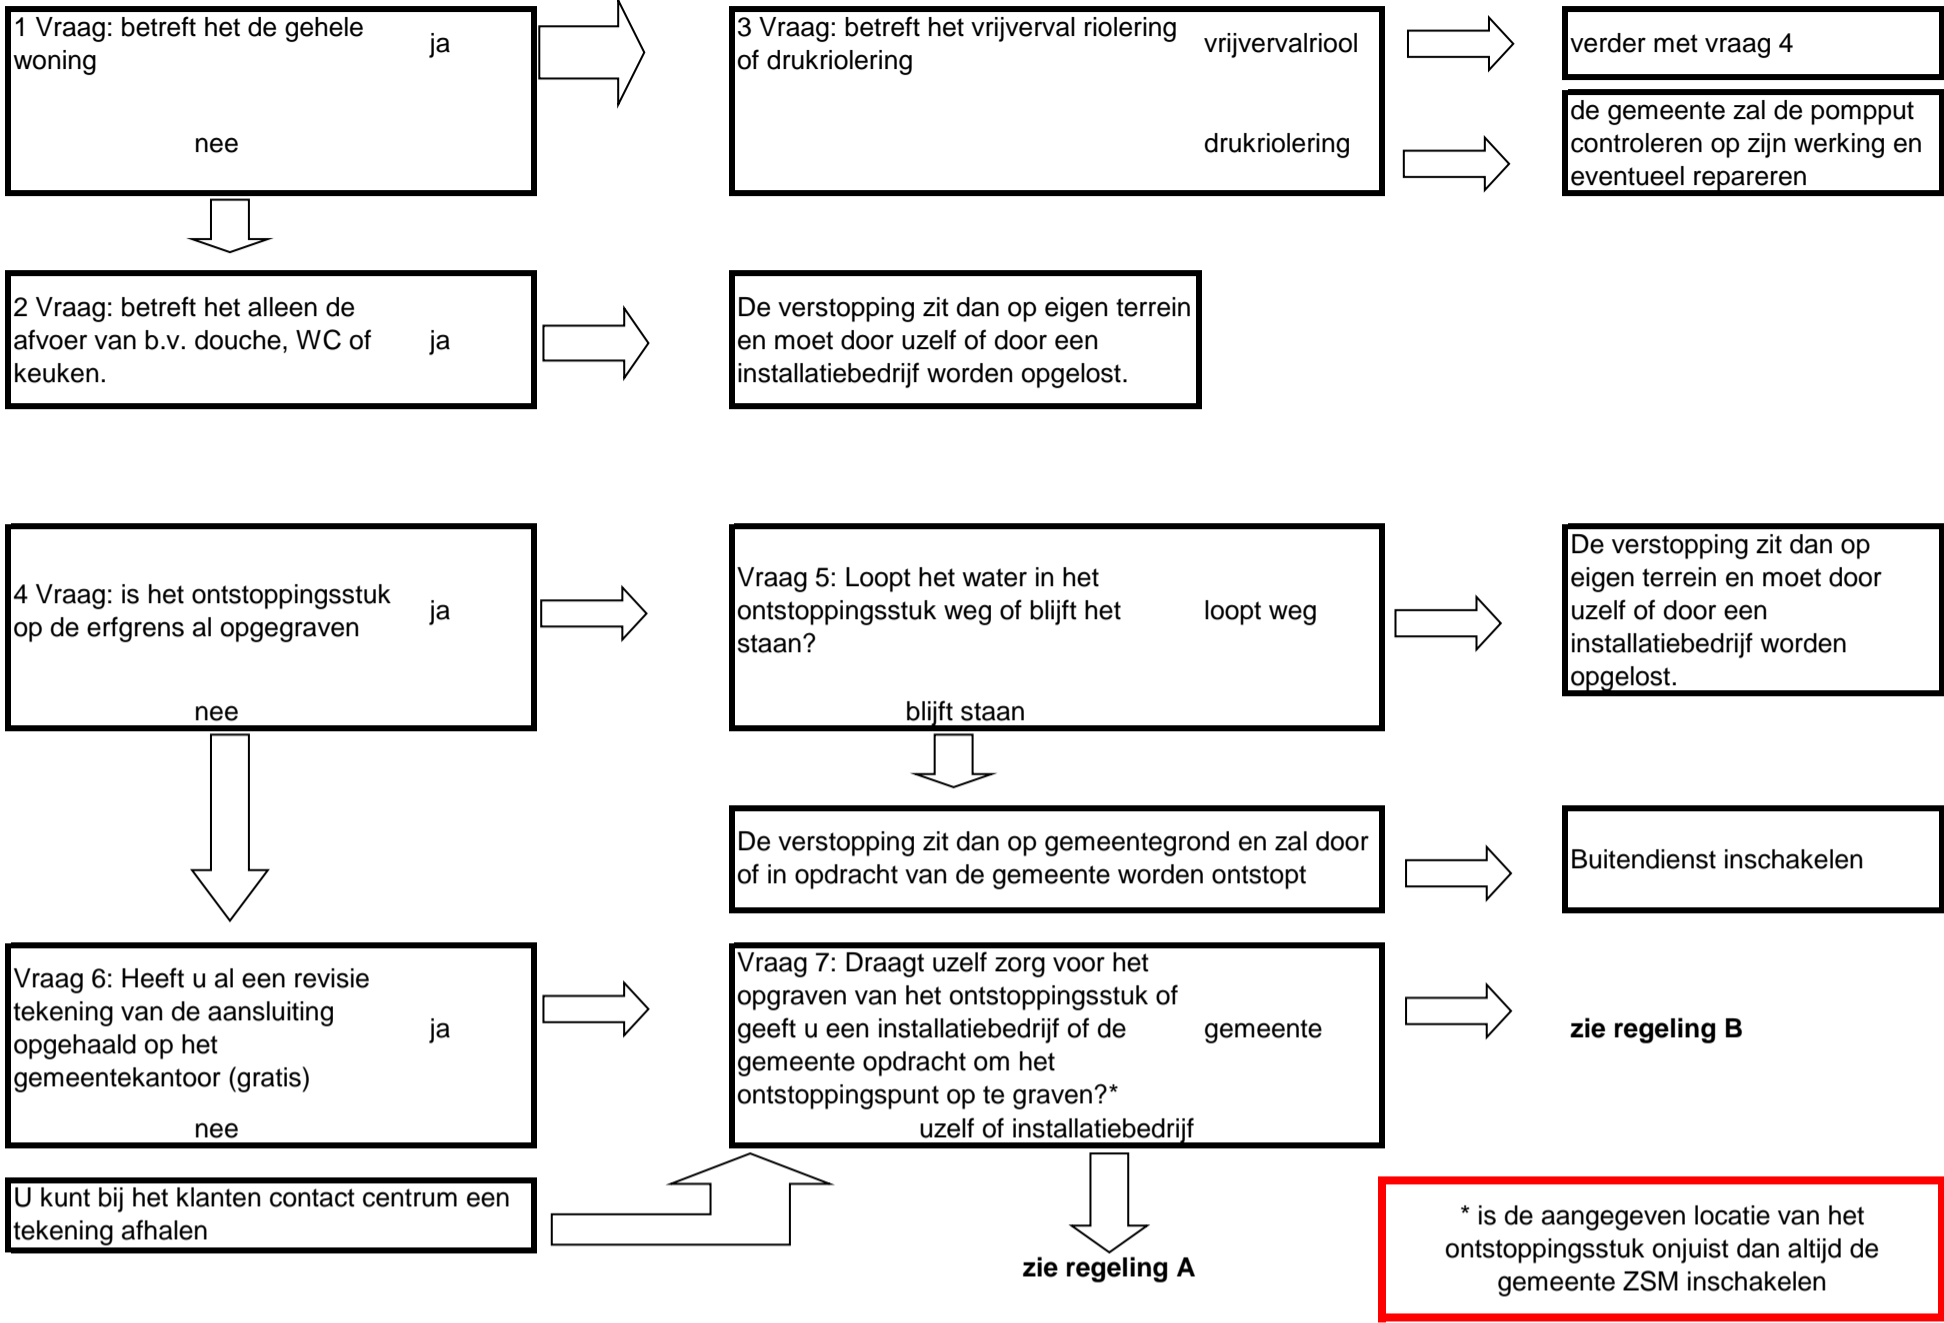 1 Vraag: betreft het de gehele
woning
ja
nee
3 Vraag: betreft het vrijverval riolering
of drukriolering
vrijvervalriool
drukriolering
verder met vraag 4
de gemeente zal de pompput
controleren op zijn werking en
eventueel repareren
2 Vraag: betreft het alleen de
afvoer van b.v. douche, WC of
keuken.
ja
De verstopping zit dan op eigen terrein
en moet door uzelf of door een
installatiebedrijf worden opgelost.
4 Vraag: is het ontstoppingsstuk
op de erfgrens al opgegraven
ja
nee
Vraag 5: Loopt het water in het
ontstoppingsstuk weg of blijft het
staan?
loopt weg
blijft staan
De verstopping zit dan op
eigen terrein en moet door
uzelf of door een
installatiebedrijf worden
opgelost.
De verstopping zit dan op gemeentegrond en zal door
of in opdracht van de gemeente worden ontstopt
Buitendienst inschakelen
Vraag 6: Heeft u al een revisie
tekening van de aansluiting
opgehaald op het
gemeentekantoor (gratis)
ja
nee
Vraag 7: Draagt uzelf zorg voor het
opgraven van het ontstoppingsstuk of
geeft u een installatiebedrijf of de
gemeente opdracht om het
ontstoppingspunt op te graven?*
gemeente
uzelf of installatiebedrijf
zie regeling B
U kunt bij het klanten contact centrum een
tekening afhalen
zie regeling A
* is de aangegeven locatie van het
ontstoppingsstuk onjuist dan altijd de
gemeente ZSM inschakelen